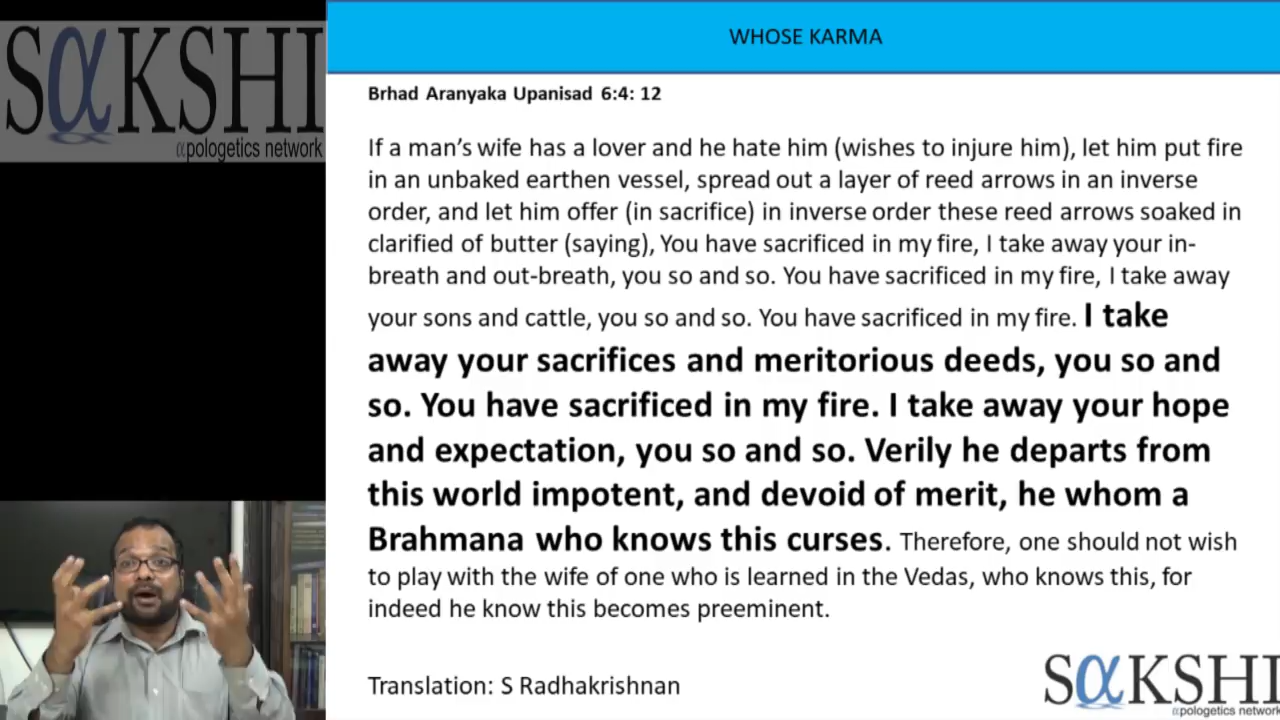 SαKSHI
αpologetics network
WHOSE KARMA
Brhad Aranyaka Upanisad 6:4: 12
If a man’s wife has a lover and he hate him (wishes to injure him), let him put fire
in an unbaked earthen vessel, spread out a layer of reed arrows in an inverse
order, and let him offer (in sacrifice) in inverse order these reed arrows soaked in
clarified of butter (saying), You have sacrificed in my fire, I take away your in-
breath and out-breath, you so and so. You have sacrificed in my fire, I take away
your sons and cattle, you so and so. You have sacrificed in my fire. I take
away your sacrifices and meritorious deeds, you so and
so. You have sacrificed in my fire. I take away your hope
and expectation, you so and so. Verily he departs from
this world impotent, and devoid of merit, he whom a
Brahmana who knows this curses. Therefore, one should not wish
to play with the wife of one who is learned in the Vedas, who knows this, for
indeed he know this becomes preeminent.
Translation: S Radhakrishnan
SαKSHI
αpologetics network